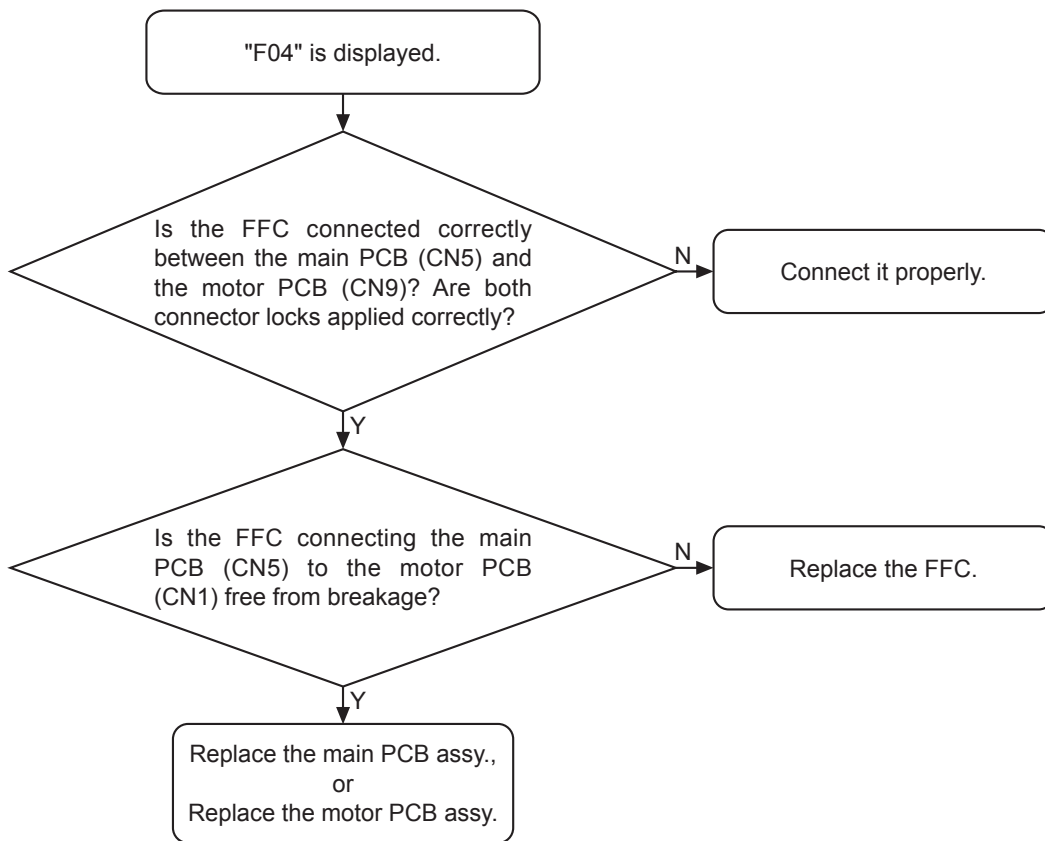 "F04" is displayed.
Is the FFC connected correctly
between the main PCB (CN5) and
the motor PCB (CN9)? Are both
connector locks applied correctly?
N
Connect it properly.
Y
Is the FFC connecting the main
PCB (CN5) to the motor PCB
(CN1) free from breakage?
N
Replace the FFC.
Y
Replace the main PCB assy.,
or
Replace the motor PCB assy.